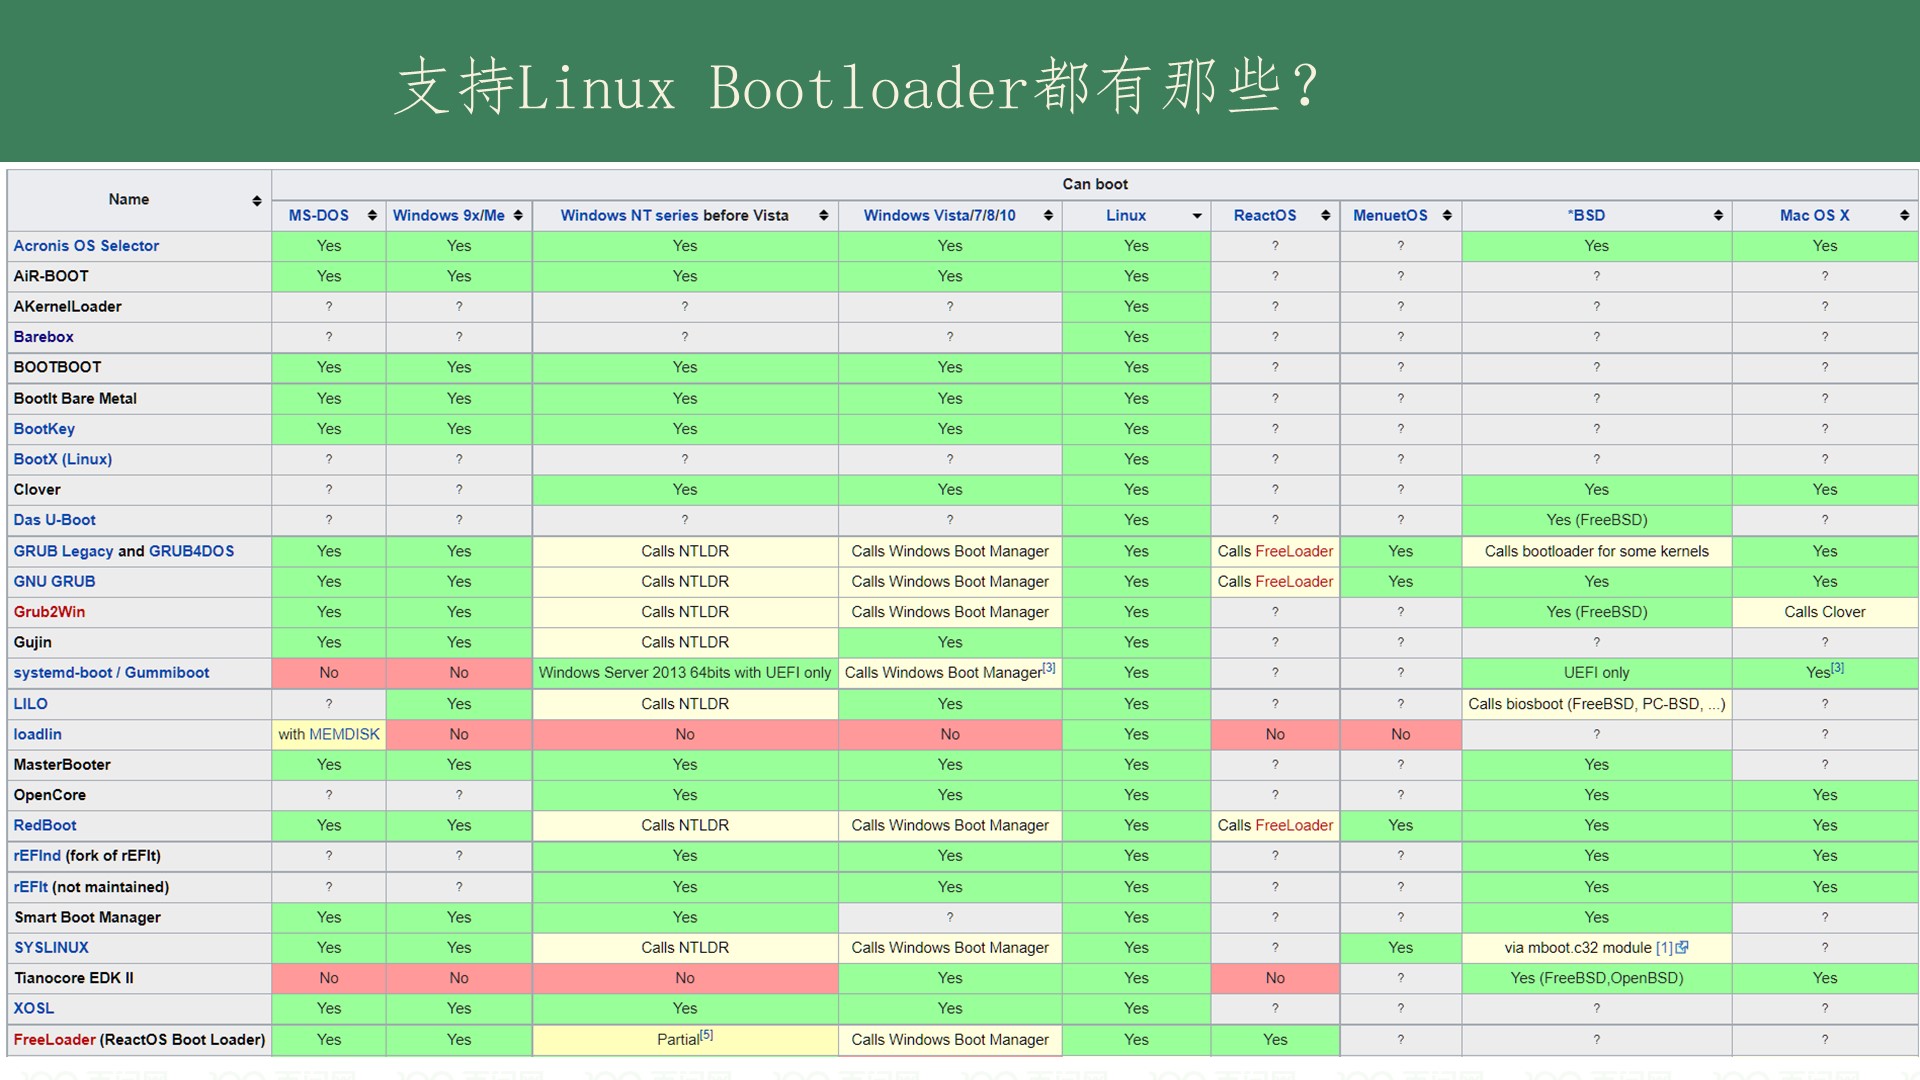 支持Linux Bootloader都有那些?
Name Can boot
MS-DOS Windows 9x/Me Windows NT series before Vista Windows Vista/7/8/10 Linux ReactOS MenuetOS *BSD Mac OS X
Acronis OS Selector Yes Yes Yes Yes Yes ? ? Yes Yes
AiR-BOOT Yes Yes Yes Yes Yes ? ? ? ?
AKernelLoader ? ? ? ? Yes ? ? ? ?
Barebox ? ? ? ? Yes ? ? ? ?
BOOTBOOT Yes Yes Yes Yes Yes ? ? ? ?
BootIt Bare Metal Yes Yes Yes Yes Yes ? ? ? ?
BootKey Yes Yes Yes Yes Yes ? ? ? ?
BootX (Linux) ? ? ? ? Yes ? ? ? ?
Clover ? ? Yes Yes Yes ? ? Yes Yes
Das U-Boot ? ? ? ? Yes ? ? Yes (FreeBSD) ?
GRUB Legacy and GRUB4DOS Yes Yes Calls NTLDR Calls Windows Boot Manager Yes Calls FreeLoader Yes Calls bootloader for some kernels Yes
GNU GRUB Yes Yes Calls NTLDR Calls Windows Boot Manager Yes Calls FreeLoader Yes Yes Yes
Grub2Win Yes Yes Calls NTLDR Calls Windows Boot Manager Yes ? ? Yes (FreeBSD) Calls Clover
Gujin Yes Yes Calls NTLDR Yes Yes ? ? ? ?
systemd-boot / Gummiboot No No Windows Server 2013 64bits with UEFI only Calls Windows Boot Manager[3] Yes ? ? UEFI only Yes[3]
LILO ? Yes Calls NTLDR Yes Yes ? ? Calls biosboot (FreeBSD, PC-BSD, ...) ?
loadlin with MEMDISK No No No Yes No No ? ?
MasterBooter Yes Yes Yes Yes Yes ? ? Yes ?
OpenCore ? ? Yes Yes Yes ? ? Yes Yes
RedBoot Yes Yes Calls NTLDR Calls Windows Boot Manager Yes Calls FreeLoader Yes Yes Yes
rEFInd (fork of rEFIt) ? ? Yes Yes Yes ? ? Yes Yes
rEFIt (not maintained) ? ? Yes Yes Yes ? ? Yes Yes
Smart Boot Manager Yes Yes Yes ? Yes ? ? Yes ?
SYSLINUX Yes Yes Calls NTLDR Calls Windows Boot Manager Yes ? Yes via mboot.c32 module [1] ?
Tianocore EDK II No No No Yes Yes No ? Yes (FreeBSD,OpenBSD) Yes
XOSL Yes Yes Yes Yes Yes ? ? ? ?
FreeLoader (ReactOS Boot Loader) Yes Yes Partial[5] Calls Windows Boot Manager Yes Yes ? ? ?